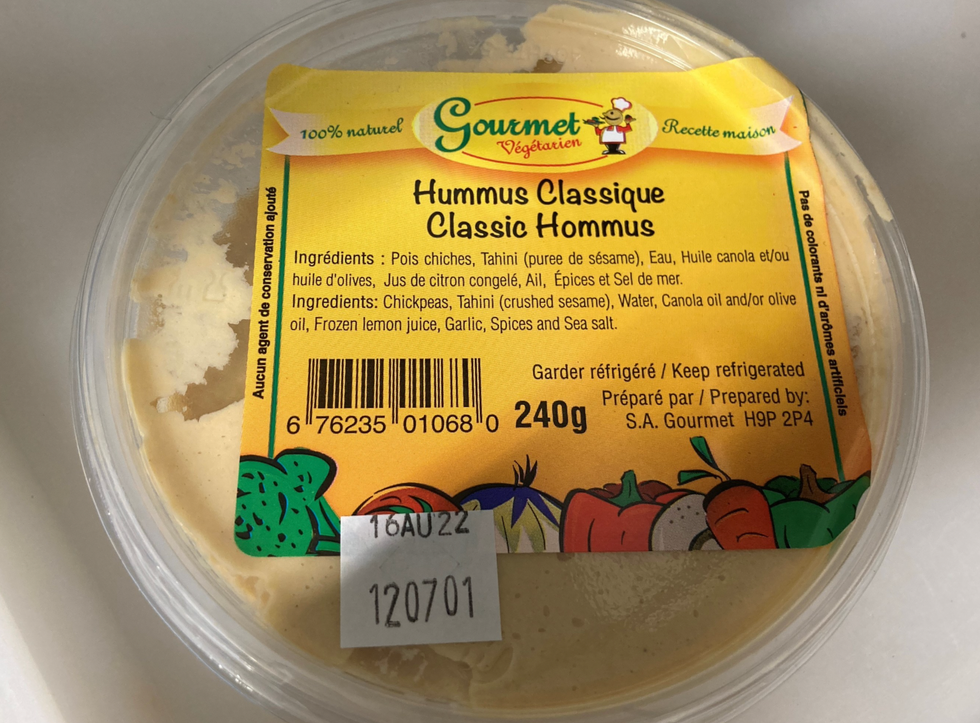 100% naturel
Gourmet
Végétarien
Recette maison
Hummus Classique
Classic Hommus
Aucun agent de conservation ajouté
Pas de colorants ni d'arômes artificiels
Ingrédients : Pois chiches, Tahini (puree de sésame), Eau, Huile canola et/ou
huile d'olives, Jus de citron congelé, Ail, Épices et Sel de mer.
Ingredients: Chickpeas, Tahini (crushed sesame), Water, Canola oil and/or olive
oil, Frozen lemon juice, Garlic, Spices and Sea salt.
Garder réfrigéré / Keep refrigerated
Préparé par / Prepared by:
S.A. Gourmet H9P 2P4
6 76235 01068 0
240g
16AU22
120701